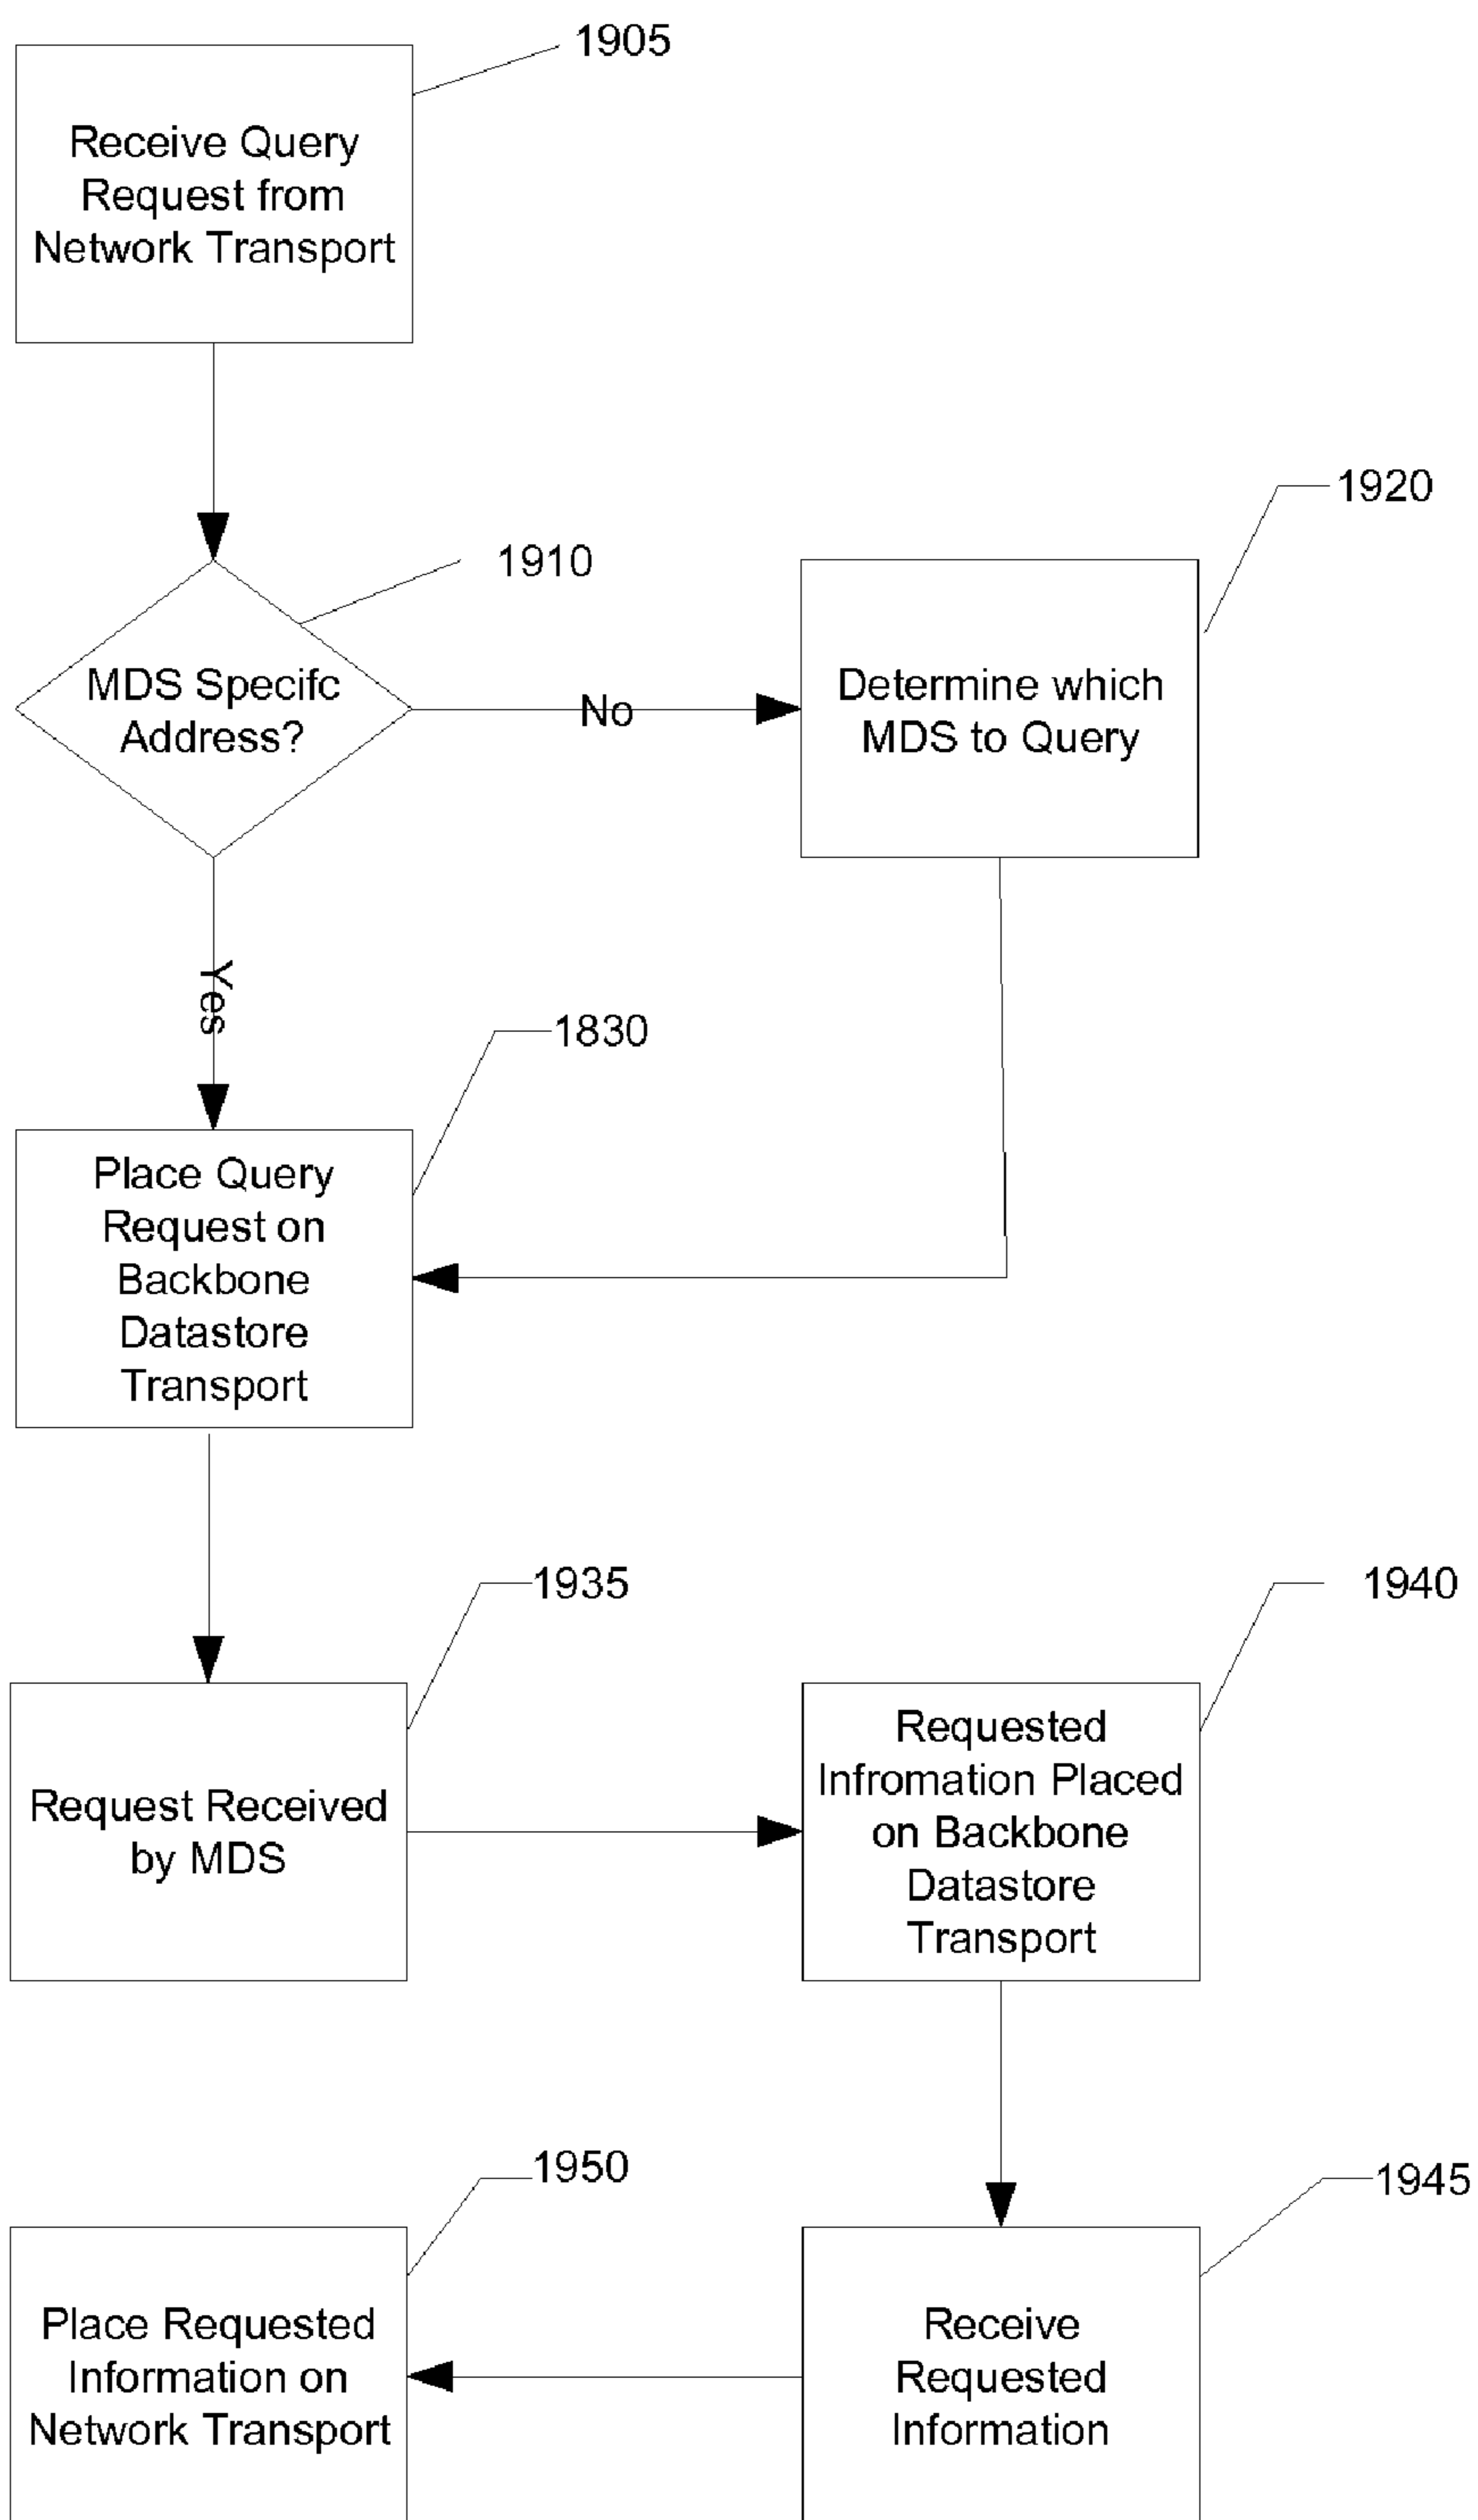 1905
Receive Query
Request from
Network Transport
1920
1910
MDS Specifc
Address?
No
Determine which
MDS to Query
Yes
1830
Place Query
Request on
Backbone
Datastore
Transport
1935
1940
Request Received
by MDS
Requested
Infromation Placed
on Backbone
Datastore
Transport
1950
1945
Place Requested
Information on
Network Transport
Receive
Requested
Information